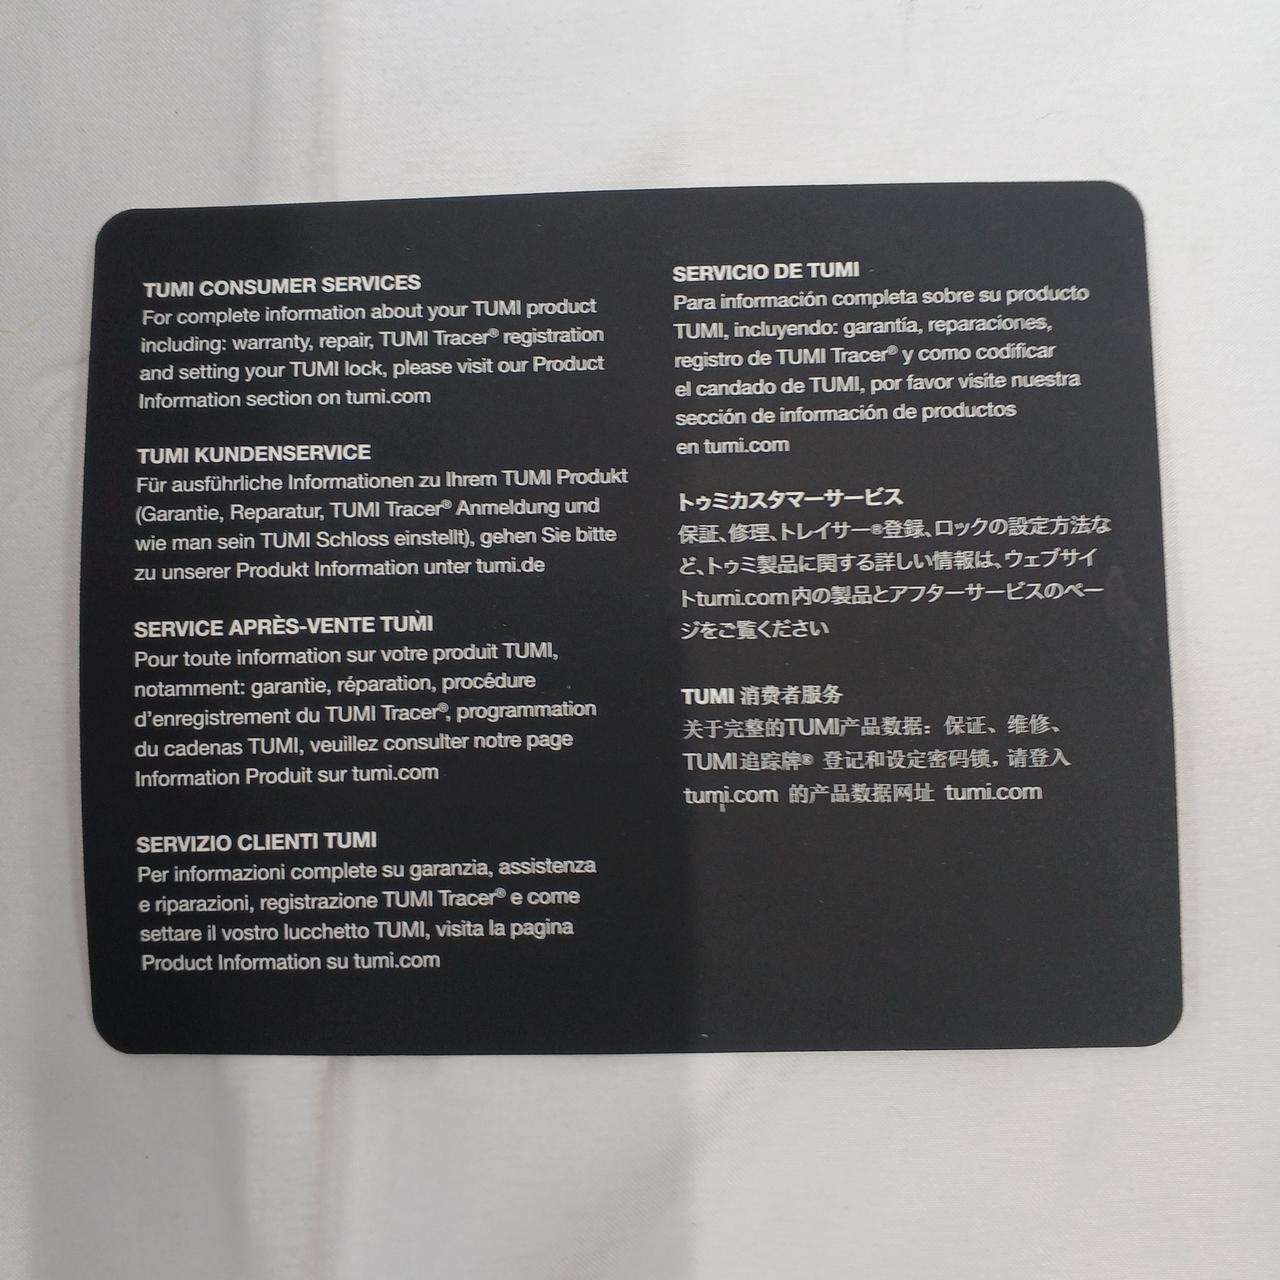 TUMI CONSUMER SERVICES
For complete information about your TUMI product
including: warranty, repair, TUMI Tracer® registration
and setting your TUMI lock, please visit our Product
Information section on tumi.com
TUMI KUNDENSERVICE
Für ausführliche Informationen zu Ihrem TUMI Produkt
(Garantie, Reparatur, TUMI Tracer® Anmeldung und
wie man sein TUMI Schloss einstellt), gehen Sie bitte
zu unserer Produkt Information unter tumi.de
SERVICE APRÈS-VENTE TUMI
Pour toute information sur votre produit TUMI,
notamment: garantie, réparation, procédure
d'enregistrement du TUMI Tracer®, programmation
du cadenas TUMI, veuillez consulter notre page
Information Produit sur tumi.com
SERVIZIO CLIENTI TUMI
Per informazioni complete su garanzia, assistenza
e riparazioni, registrazione TUMI Tracer® e come
settare il vostro lucchetto TUMI, visita la pagina
Product Information su tumi.com
SERVICIO DE TUMI
Para información completa sobre su producto
TUMI, incluyendo: garantía, reparaciones,
registro de TUMI Tracer® y como codificar
el candado de TUMI, por favor visite nuestra
sección de información de productos
en tumi.com
トゥミカスタマーサービス
保証、修理、トレイサー®登録、ロックの設定方法な
ど、トゥミ製品に関する詳しい情報は、ウェブサイ
トtumi.com内の製品とアフターサービスのペー
ジをご覧ください
TUMI 消费者服务
关于完整的TUMI产品数据：保证、维修、
TUMI追踪牌® 登记和设定密码锁，请登入
tumi.com 的产品数据网址 tumi.com